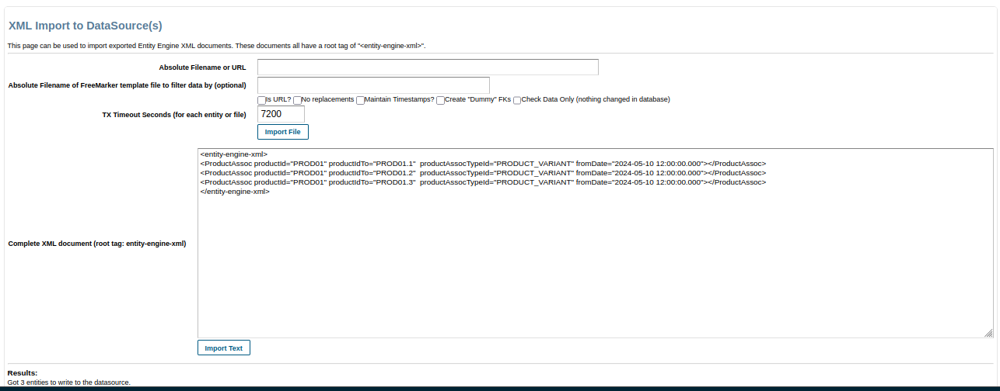 XML Import to DataSource(s)
This page can be used to import exported Entity Engine XML documents. These documents all have a root tag of "<entity-engine-xml>".
Absolute Filename or URL
Absolute Filename of FreeMarker template file to filter data by (optional)
Is URL? No replacements Maintain Timestamps? Create "Dummy" FKs Check Data Only (nothing changed in database)
TX Timeout Seconds (for each entity or file) 7200
Import File
<entity-engine-xml>
<ProductAssoc productId="PROD01" productIdTo="PROD01.1"  productAssocTypeId="PRODUCT_VARIANT" fromDate="2024-05-10 12:00:00.000"></ProductAssoc>
<ProductAssoc productId="PROD01" productIdTo="PROD01.2"  productAssocTypeId="PRODUCT_VARIANT" fromDate="2024-05-10 12:00:00.000"></ProductAssoc>
<ProductAssoc productId="PROD01" productIdTo="PROD01.3"  productAssocTypeId="PRODUCT_VARIANT" fromDate="2024-05-10 12:00:00.000"></ProductAssoc>
</entity-engine-xml>
Complete XML document (root tag: entity-engine-xml)
Import Text
Results:
Got 3 entities to write to the datasource.